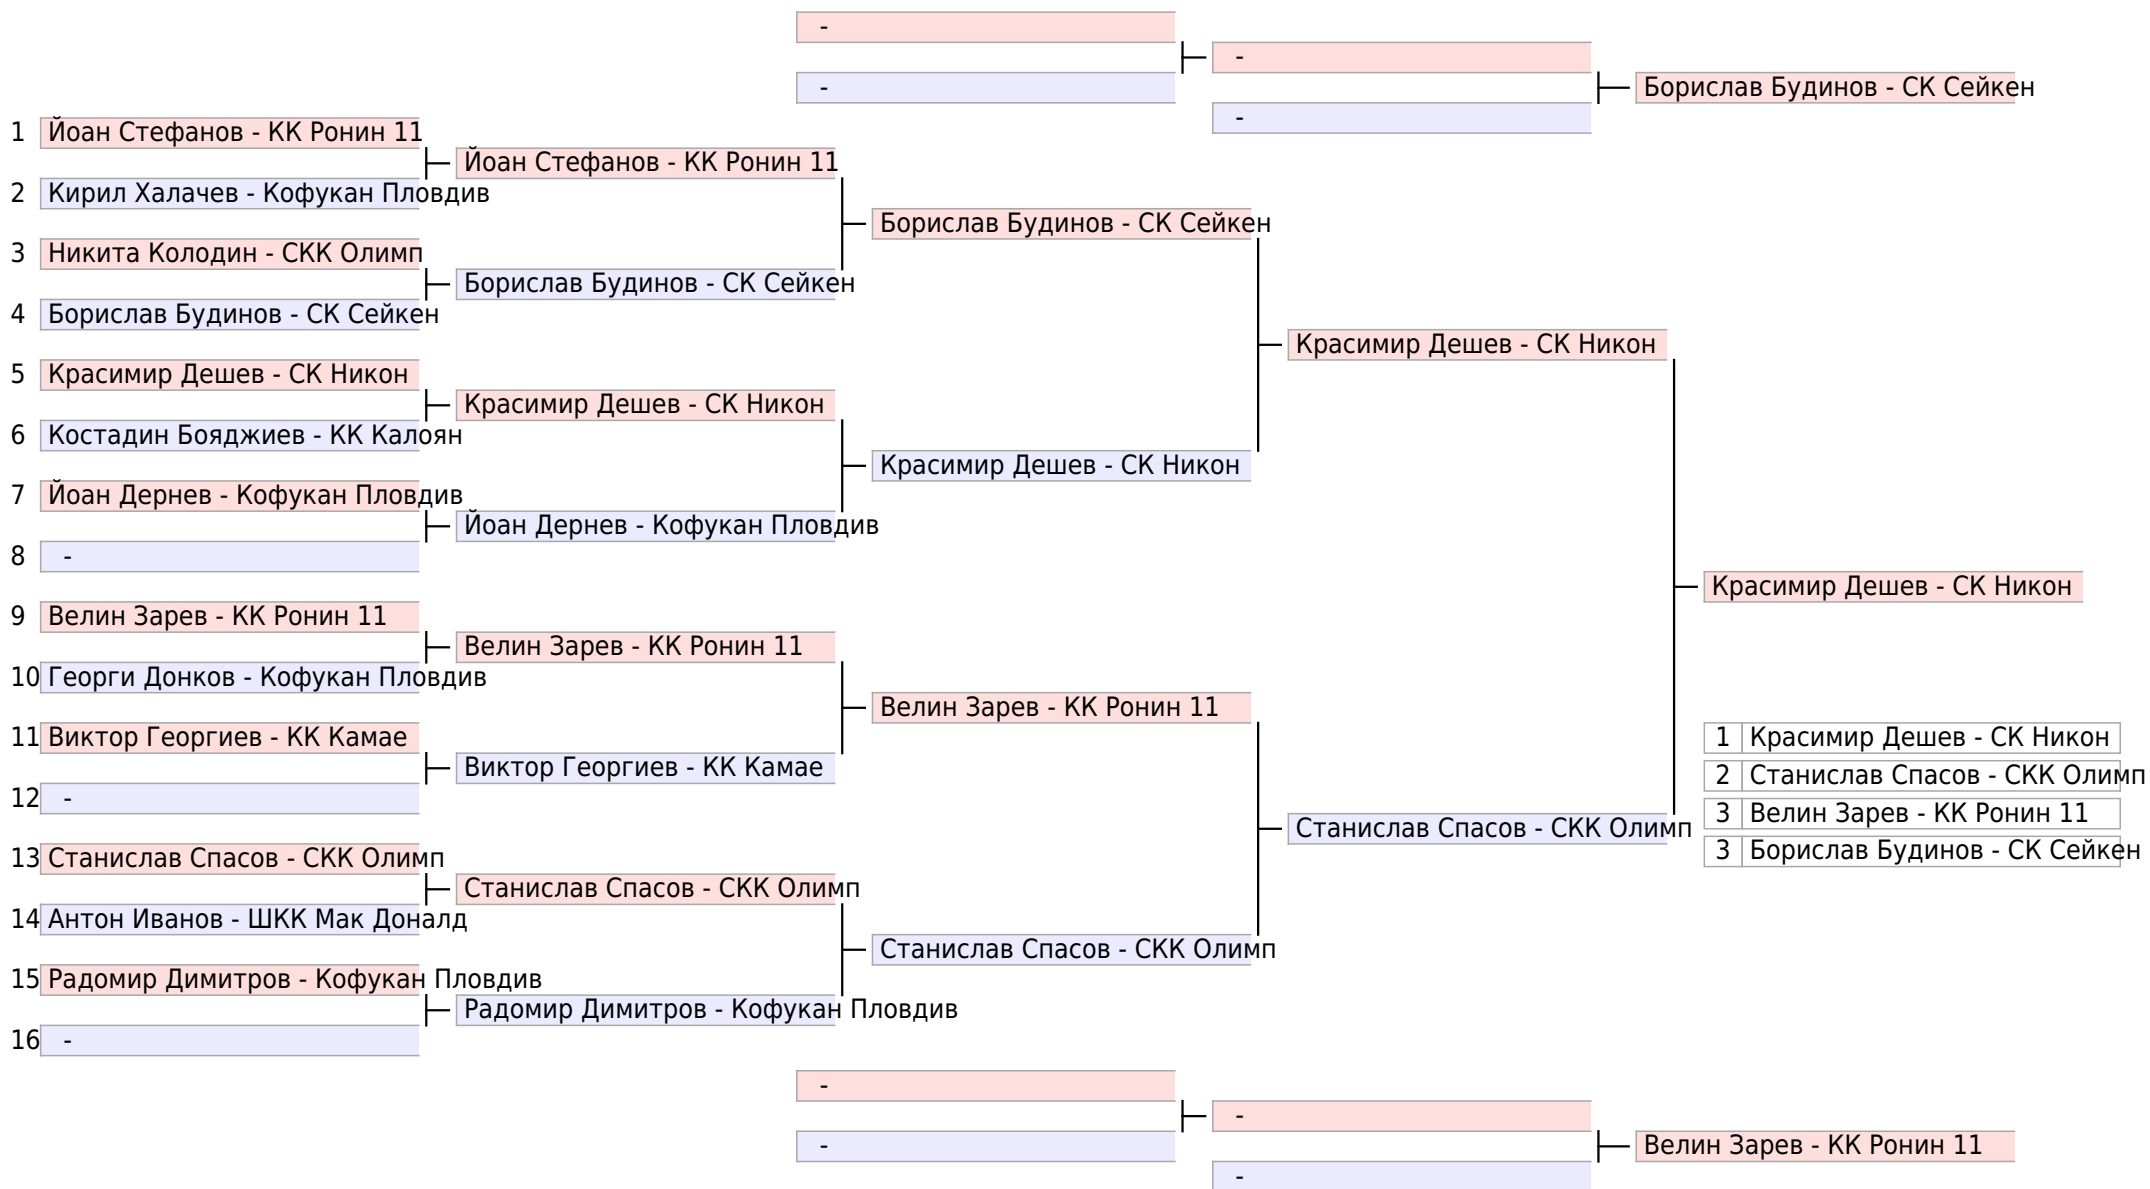 -
-
-
-
Борислав Будинов - СК Сейкен
1 Йоан Стефанов - КК Ронин 11
2 Кирил Халачев - Кофукан Пловдив
3 Никита Колодин - СКК Олимп
4 Борислав Будинов - СК Сейкен
5 Красимир Дешев - СК Никон
6 Костадин Бояджиев - КК Калоян
7 Йоан Дернев - Кофукан Пловдив
8 -
9 Велин Зарев - КК Ронин 11
10 Георги Донков - Кофукан Пловдив
11 Виктор Георгиев - КК Камае
12 -
13 Станислав Спасов - СКК Олимп
14 Антон Иванов - ШКК Мак Доналд
15 Радомир Димитров - Кофукан Пловдив
16 -
Йоан Стефанов - КК Ронин 11
Борислав Будинов - СК Сейкен
Красимир Дешев - СК Никон
Йоан Дернев - Кофукан Пловдив
Велин Зарев - КК Ронин 11
Виктор Георгиев - КК Камае
Станислав Спасов - СКК Олимп
Радомир Димитров - Кофукан Пловдив
Борислав Будинов - СК Сейкен
Красимир Дешев - СК Никон
Велин Зарев - КК Ронин 11
Станислав Спасов - СКК Олимп
Красимир Дешев - СК Никон
Станислав Спасов - СКК Олимп
Красимир Дешев - СК Никон
1 Красимир Дешев - СК Никон
2 Станислав Спасов - СКК Олимп
3 Велин Зарев - КК Ронин 11
3 Борислав Будинов - СК Сейкен
-
-
-
-
Велин Зарев - КК Ронин 11